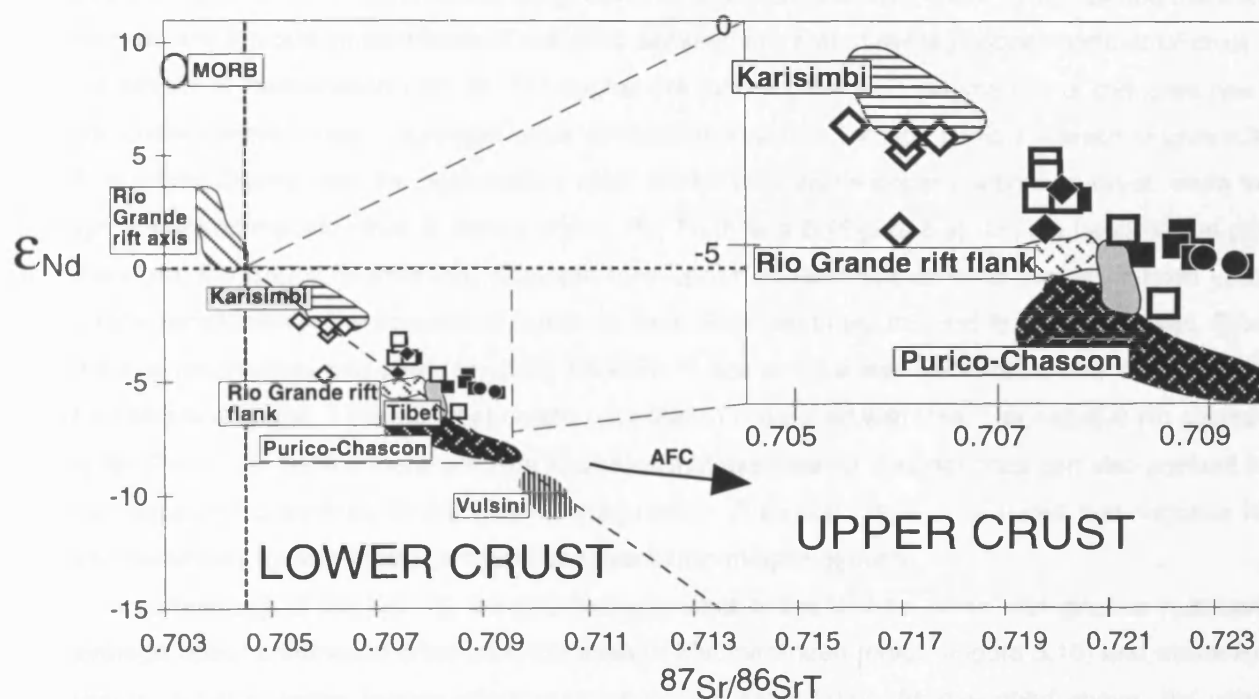 10
MORB
5
Rio
Grande
rift axis
εNd
0
Karisimbi
-5
Rio Grande rift
flank
Tibet
Purico-Chascon
AFC
-10
Vulsini
LOWER CRUST
UPPER CRUST
-15
0.703 0.705 0.707 0.709 0.711 0.713 0.715 0.717 0.719 0.721 0.723
87Sr/86SrT
0
Karisimbi
-5
Rio Grande rift flank
Purico-Chascon
0.705 0.707 0.709